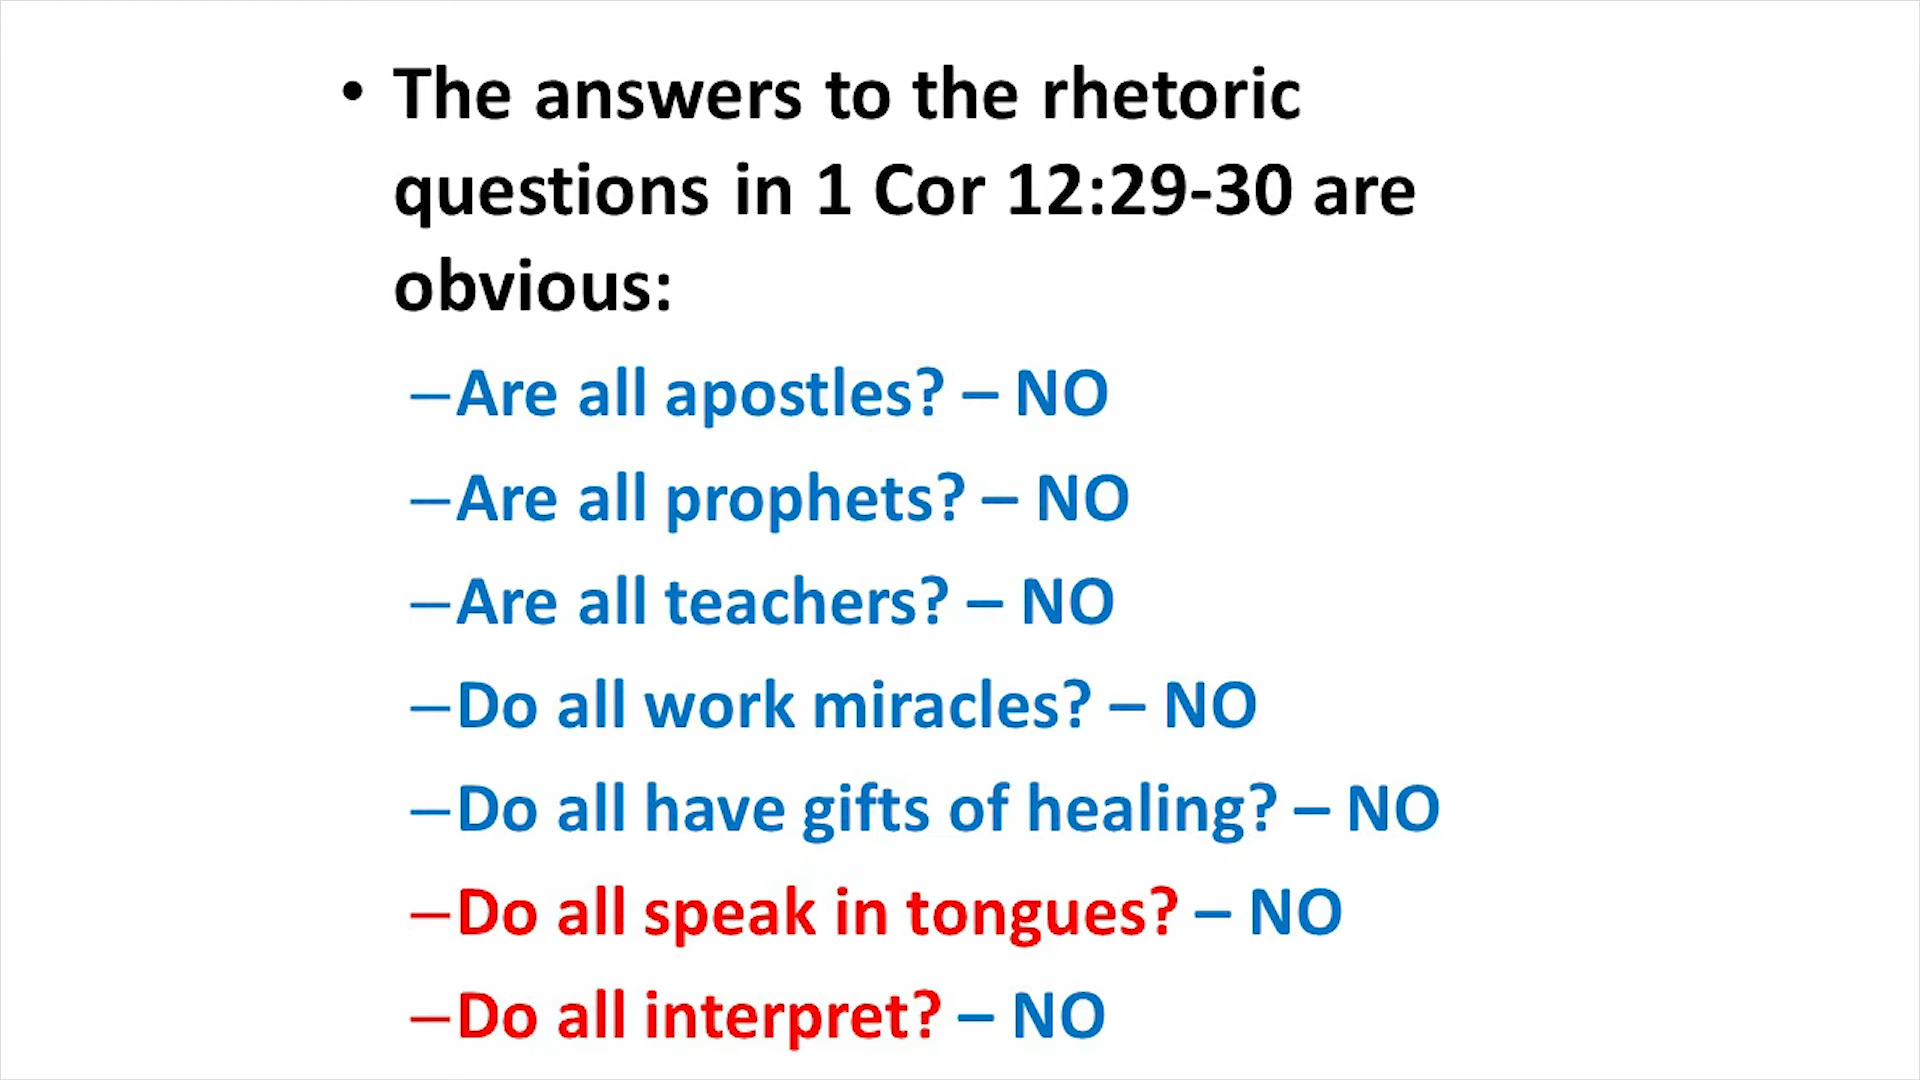 • The answers to the rhetoric
questions in 1 Cor 12:29-30 are
obvious:
–Are all apostles? – NO
–Are all prophets? – NO
–Are all teachers? – NO
–Do all work miracles? – NO
–Do all have gifts of healing? – NO
–Do all speak in tongues? – NO
–Do all interpret? – NO